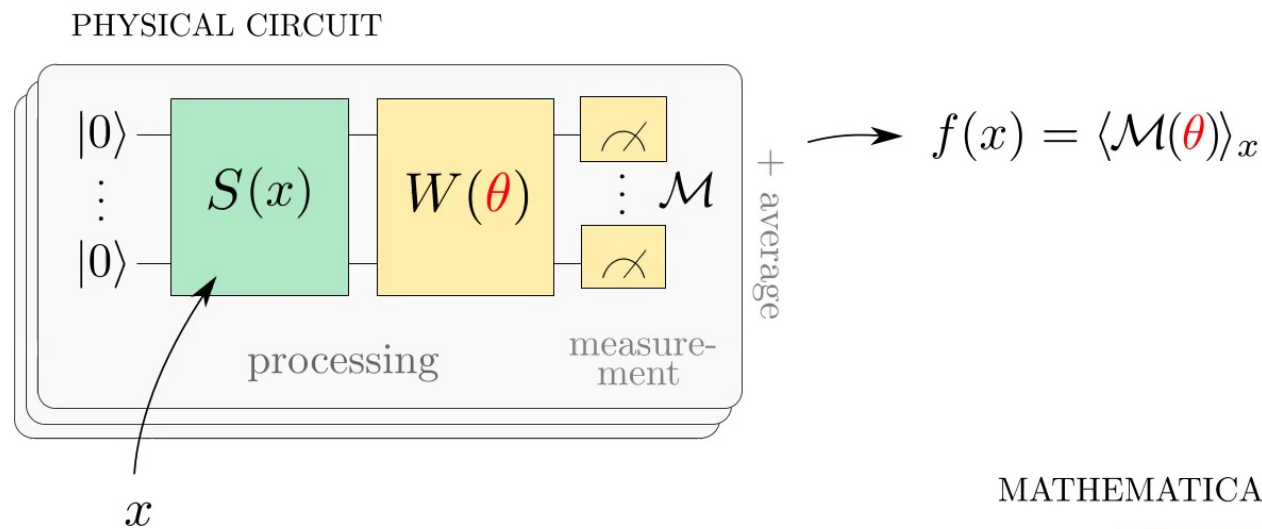 PHYSICAL CIRCUIT
|0⟩
⋮
|0⟩
S(x)
W(θ)
⋮ ℳ
processing
measure-
ment
+ average
f(x) = ⟨ℳ(θ)⟩ₓ
x
MATHEMATICA